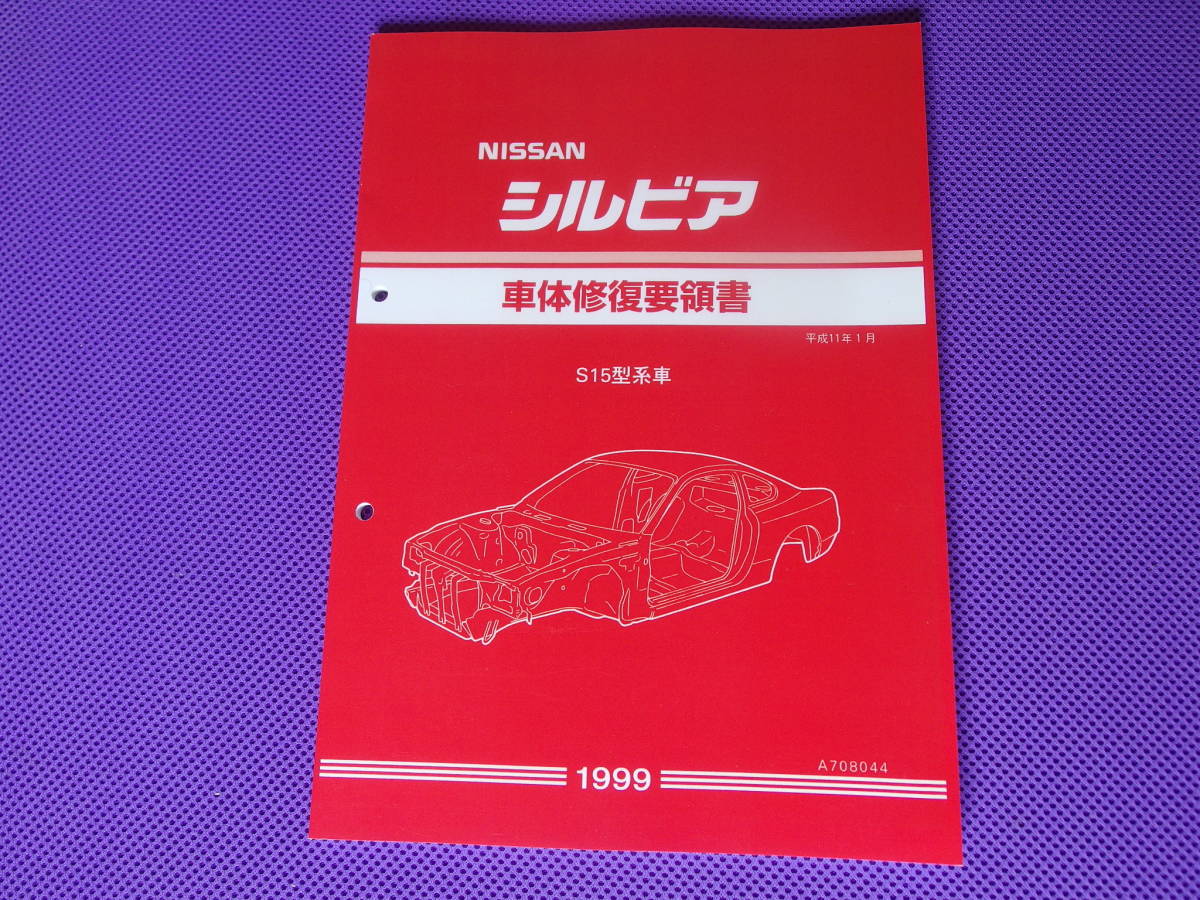 NISSAN
シルビア
車体修復要領書
平成11年1月
S15型系車
A708044
1999